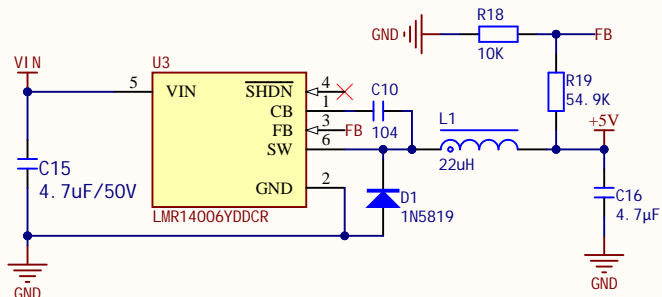 R18
GND
10K
FB
VIN
U3
5
VIN
SHDN
4
CB
1
FB
3
FB
SW
6
GND
2
LMR14006YDDCR
C10
104
L1
22uH
R19
54.9K
+5V
C15
4.7uF/50V
D1
1N5819
C16
4.7µF
GND
GND